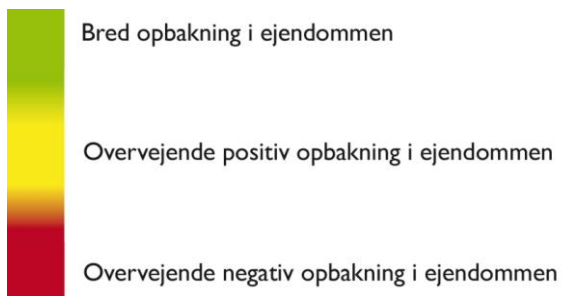 Bred opbakning i ejendommen
Overvejende positiv opbakning i ejendommen
Overvejende negativ opbakning i ejendommen